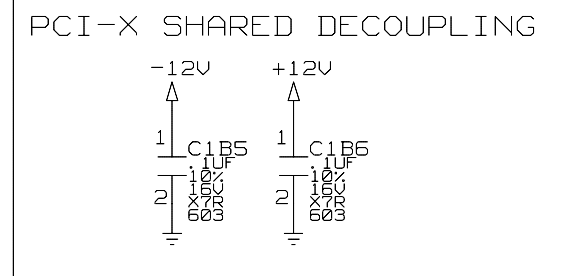 PCI-X SHARED DECOUPLING
-12V
+12V
1
C1B5
.1UF
10%
16V
2
X7R
603
1
C1B6
.1UF
10%
16V
2
X7R
603